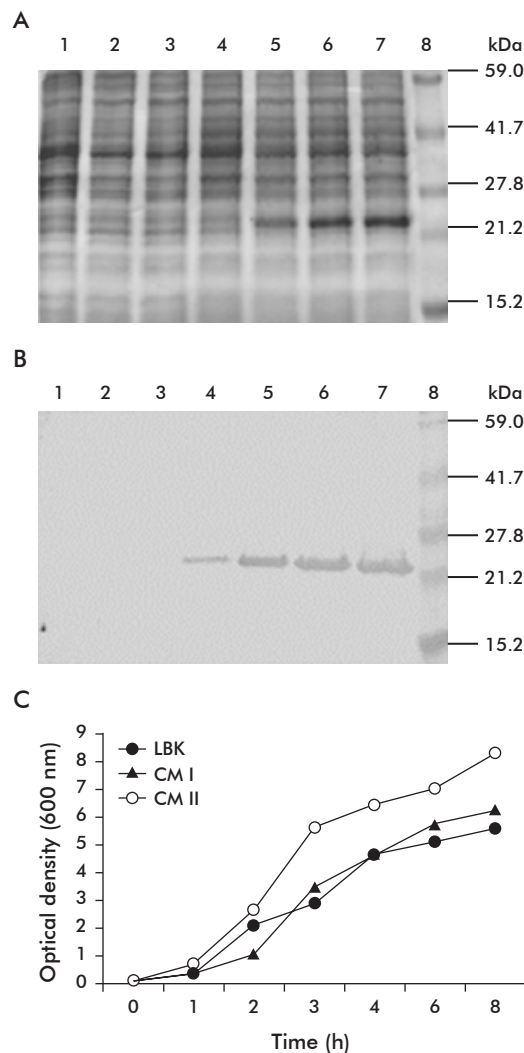 A
1 2 3 4 5 6 7 8 kDa
59.0
41.7
27.8
21.2
15.2
B
1 2 3 4 5 6 7 8 kDa
59.0
41.7
27.8
21.2
15.2
C
Optical density (600 nm)
9
8
7
6
5
4
3
2
1
0
LBK
CM I
CM II
0 1 2 3 4 6 8
Time (h)